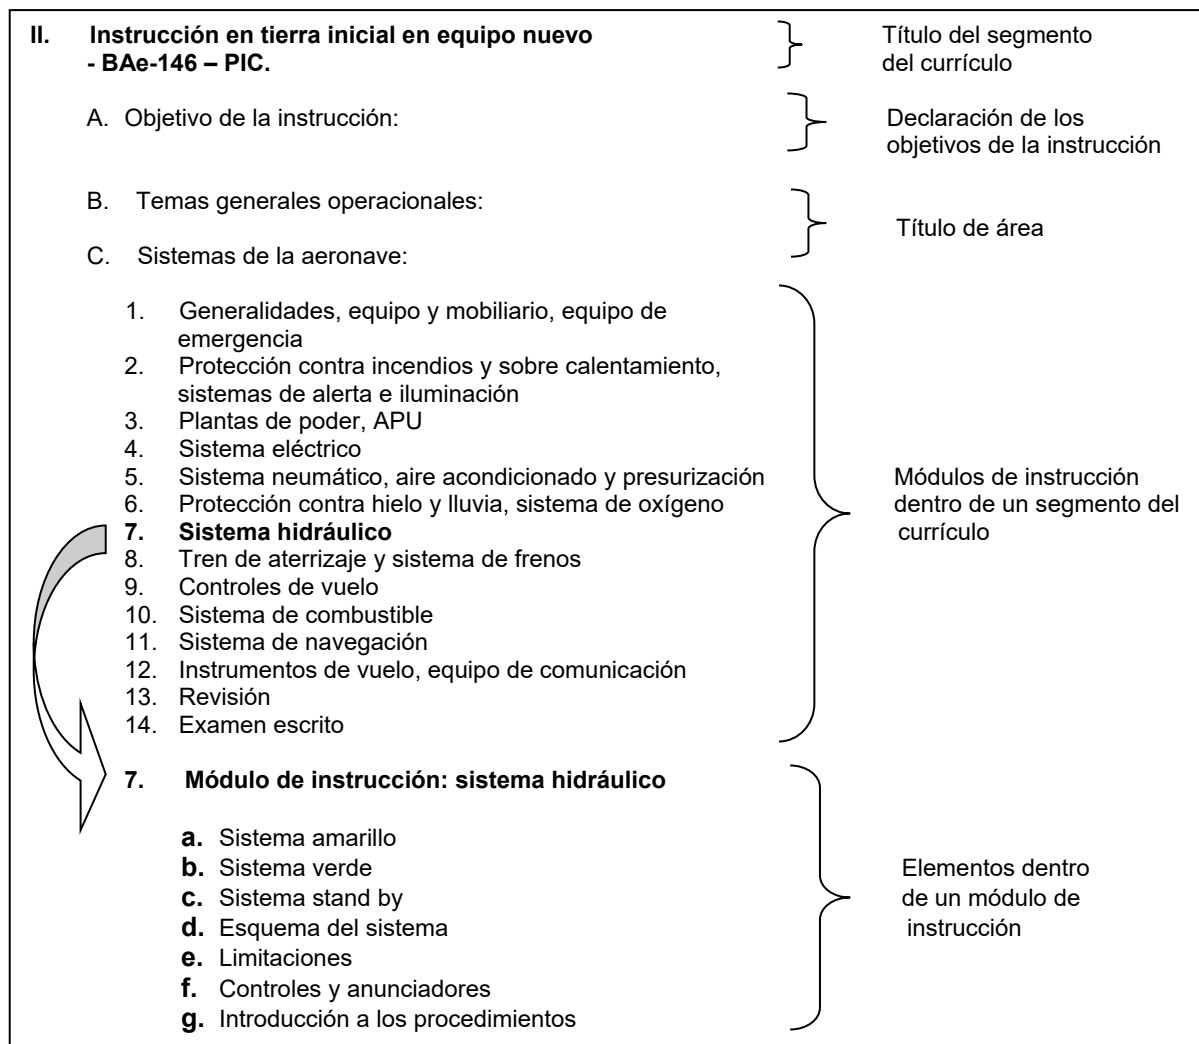 II. Instrucción en tierra inicial en equipo nuevo
- BAe-146 – PIC.
Título del segmento
del currículo
A. Objetivo de la instrucción:
Declaración de los
objetivos de la instrucción
B. Temas generales operacionales:
Título de área
C. Sistemas de la aeronave:
1. Generalidades, equipo y mobiliario, equipo de
emergencia
2. Protección contra incendios y sobre calentamiento,
sistemas de alerta e iluminación
3. Plantas de poder, APU
4. Sistema eléctrico
5. Sistema neumático, aire acondicionado y presurización
6. Protección contra hielo y lluvia, sistema de oxígeno
7. Sistema hidráulico
8. Tren de aterrizaje y sistema de frenos
9. Controles de vuelo
10. Sistema de combustible
11. Sistema de navegación
12. Instrumentos de vuelo, equipo de comunicación
13. Revisión
14. Examen escrito
Módulos de instrucción
dentro de un segmento del
currículo
7. Módulo de instrucción: sistema hidráulico
a. Sistema amarillo
b. Sistema verde
c. Sistema stand by
d. Esquema del sistema
e. Limitaciones
f. Controles y anunciadores
g. Introducción a los procedimientos
Elementos dentro
de un módulo de
instrucción